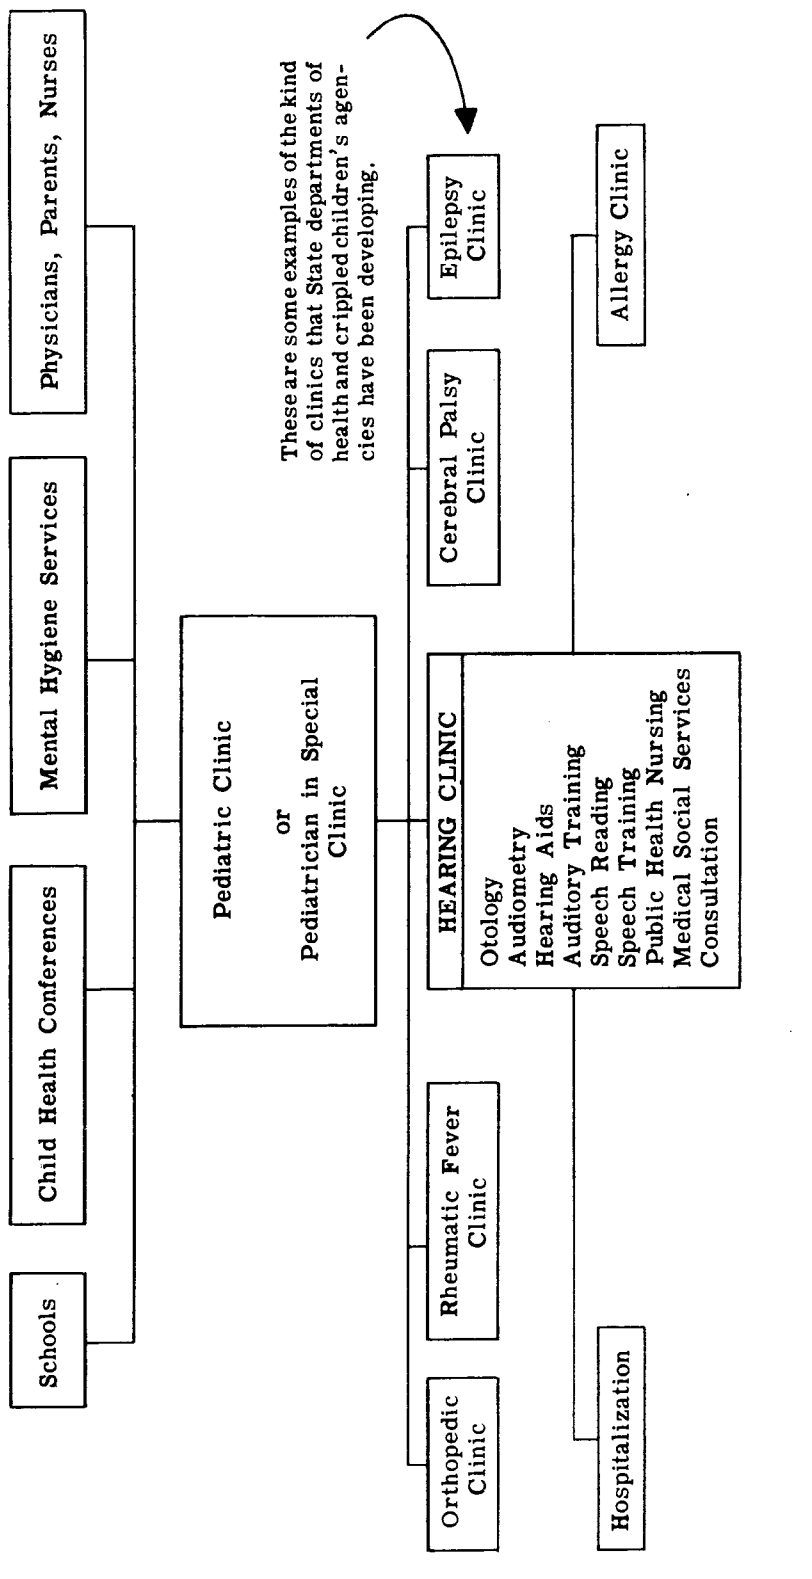 Schools
Child Health Conferences
Mental Hygiene Services
Physicians, Parents, Nurses
Pediatric Clinic
or
Pediatrician in Special
Clinic
These are some examples of the kind
of clinics that State departments of
health and crippled children's agen-
cies have been developing.
Orthopedic
Clinic
Rheumatic Fever
Clinic
HEARING CLINIC
Otology
Audiometry
Hearing Aids
Auditory Training
Speech Reading
Speech Training
Public Health Nursing
Medical Social Services
Consultation
Cerebral Palsy
Clinic
Epilepsy
Clinic
Hospitalization
Allergy Clinic